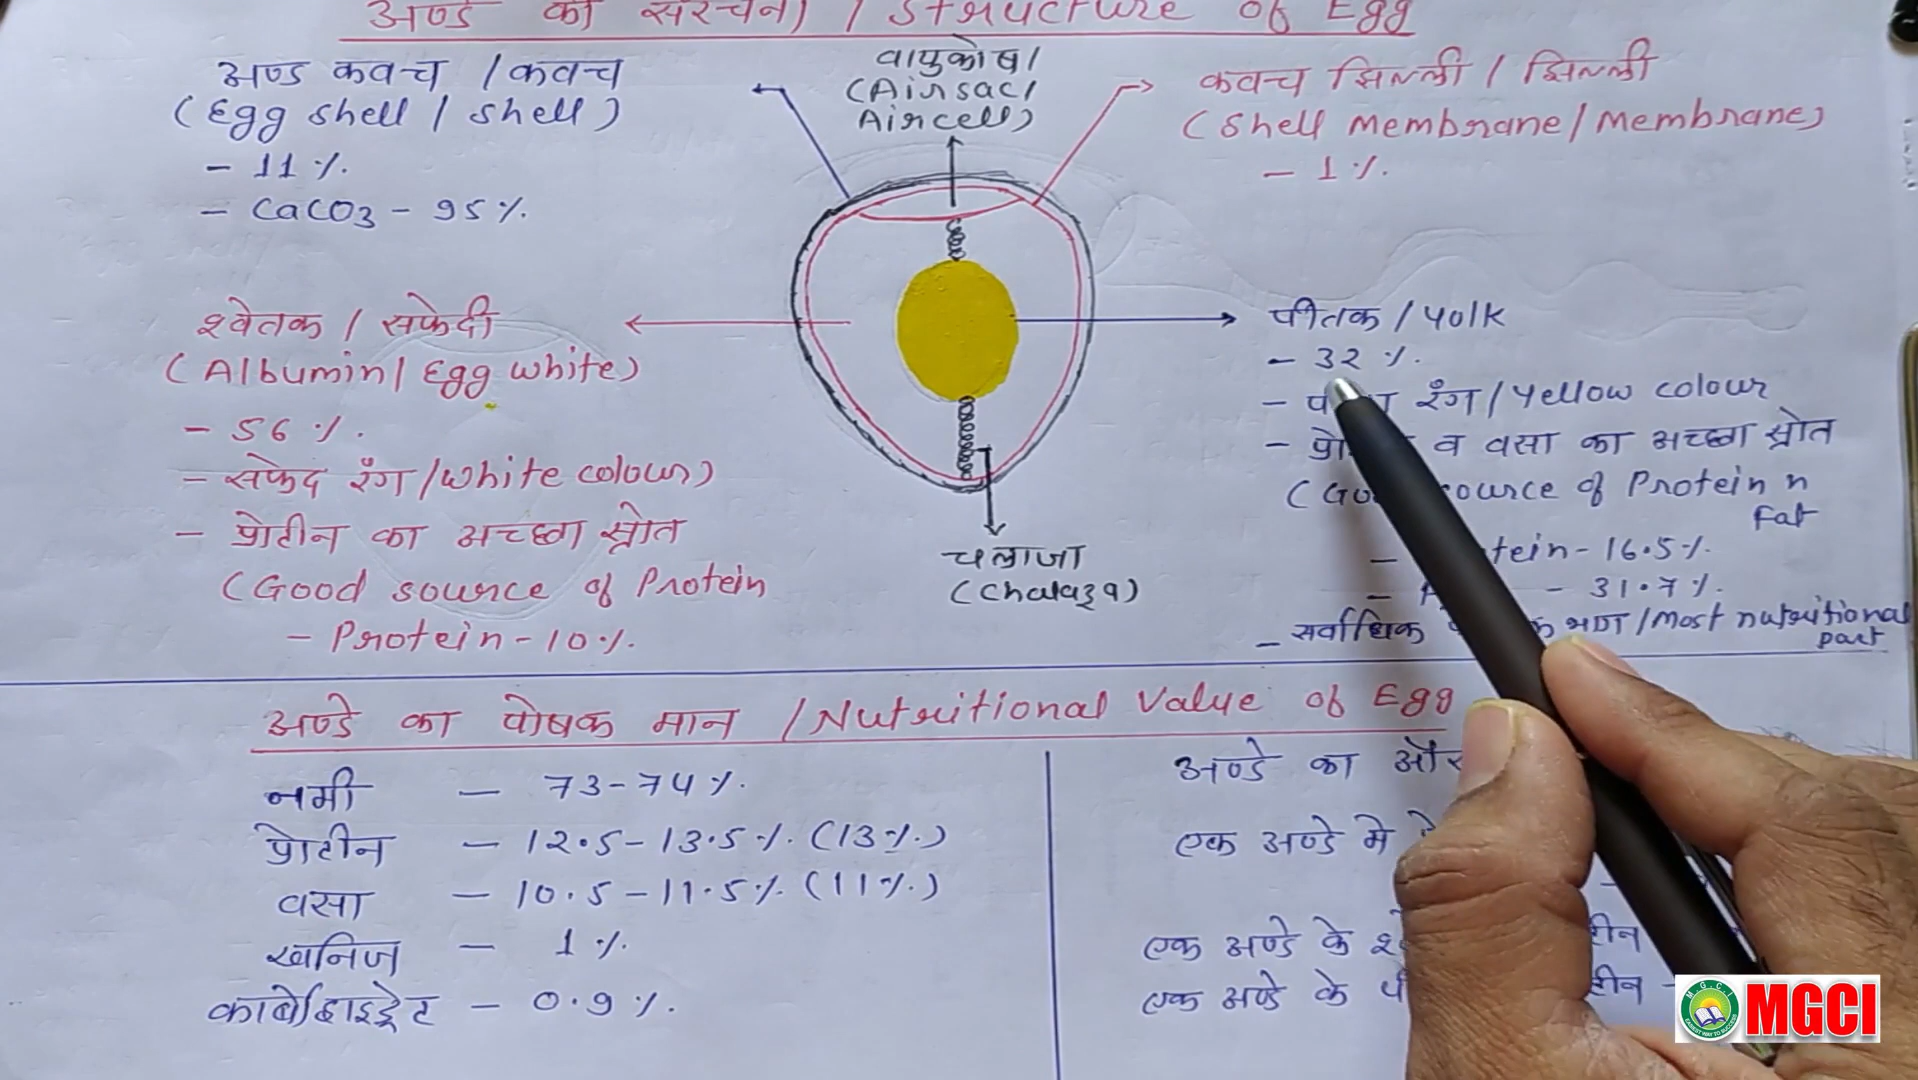 अण्डे की संरचना / Structure of Egg
अण्ड कवच / कवच
(Egg shell / shell)
- 11%.
- CaCO3 - 95%.
वायुकोष /
(Airsac /
Aircell)
कवच झिल्ली / झिल्ली
(Shell membrane / Membrane)
- 1%.
श्वेतक / सफेदी
(Albumin / Egg white)
- 56%.
- सफेद रँग / White colour)
- प्रोटीन का अच्छा स्रोत
(Good source of Protein
- Protein - 10%.
पीतक / Yolk
- 32%.
रँग / Yellow colour
व वसा का अच्छा स्रोत
source of Protein n
Fat
- 16.5%.
- 31.7%.
- सर्वाधिक / Most nutritional
part
चलाजा
(Chalaza)
अण्डे का पोषक मान / Nutritional Value of Egg
नमी - 73-74%.
प्रोटीन - 12.5-13.5%. (13%.)
वसा - 10.5-11.5% (11%.)
खनिज - 1%.
कार्बोहाइड्रेट - 0.9%.
अण्डे का
एक अण्डे मे
एक अण्डे के
एक अण्डे के
M.G.C.I
MGCI